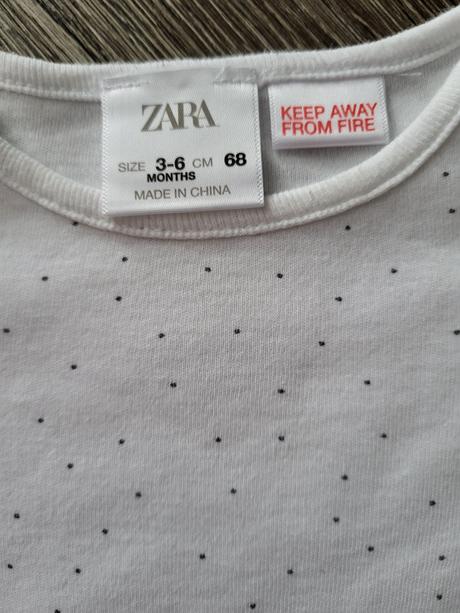 ZARA
SIZE 3-6 CM 68
MONTHS
MADE IN CHINA
KEEP AWAY
FROM FIRE